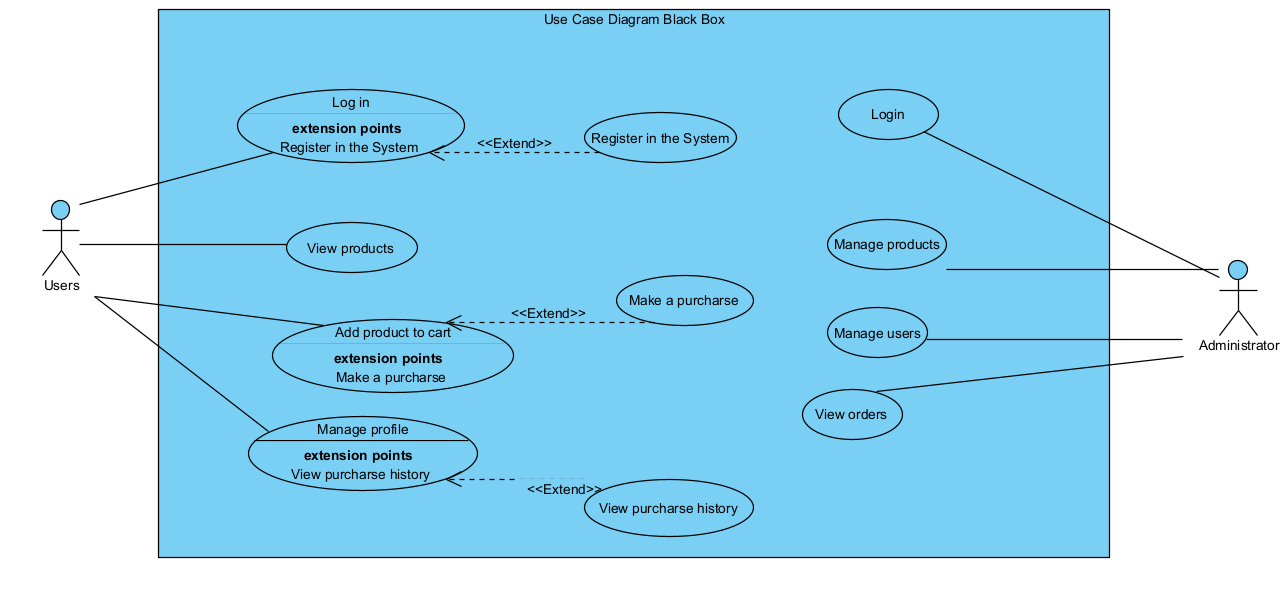 Use Case Diagram Black Box
Log in
extension points
Register in the System
<<Extend>>
Register in the System
Login
View products
Manage products
Users
Make a purcharse
<<Extend>>
Add product to cart
extension points
Make a purcharse
Manage users
Administrator
View orders
Manage profile
extension points
View purcharse history
<<Extend>>
View purcharse history